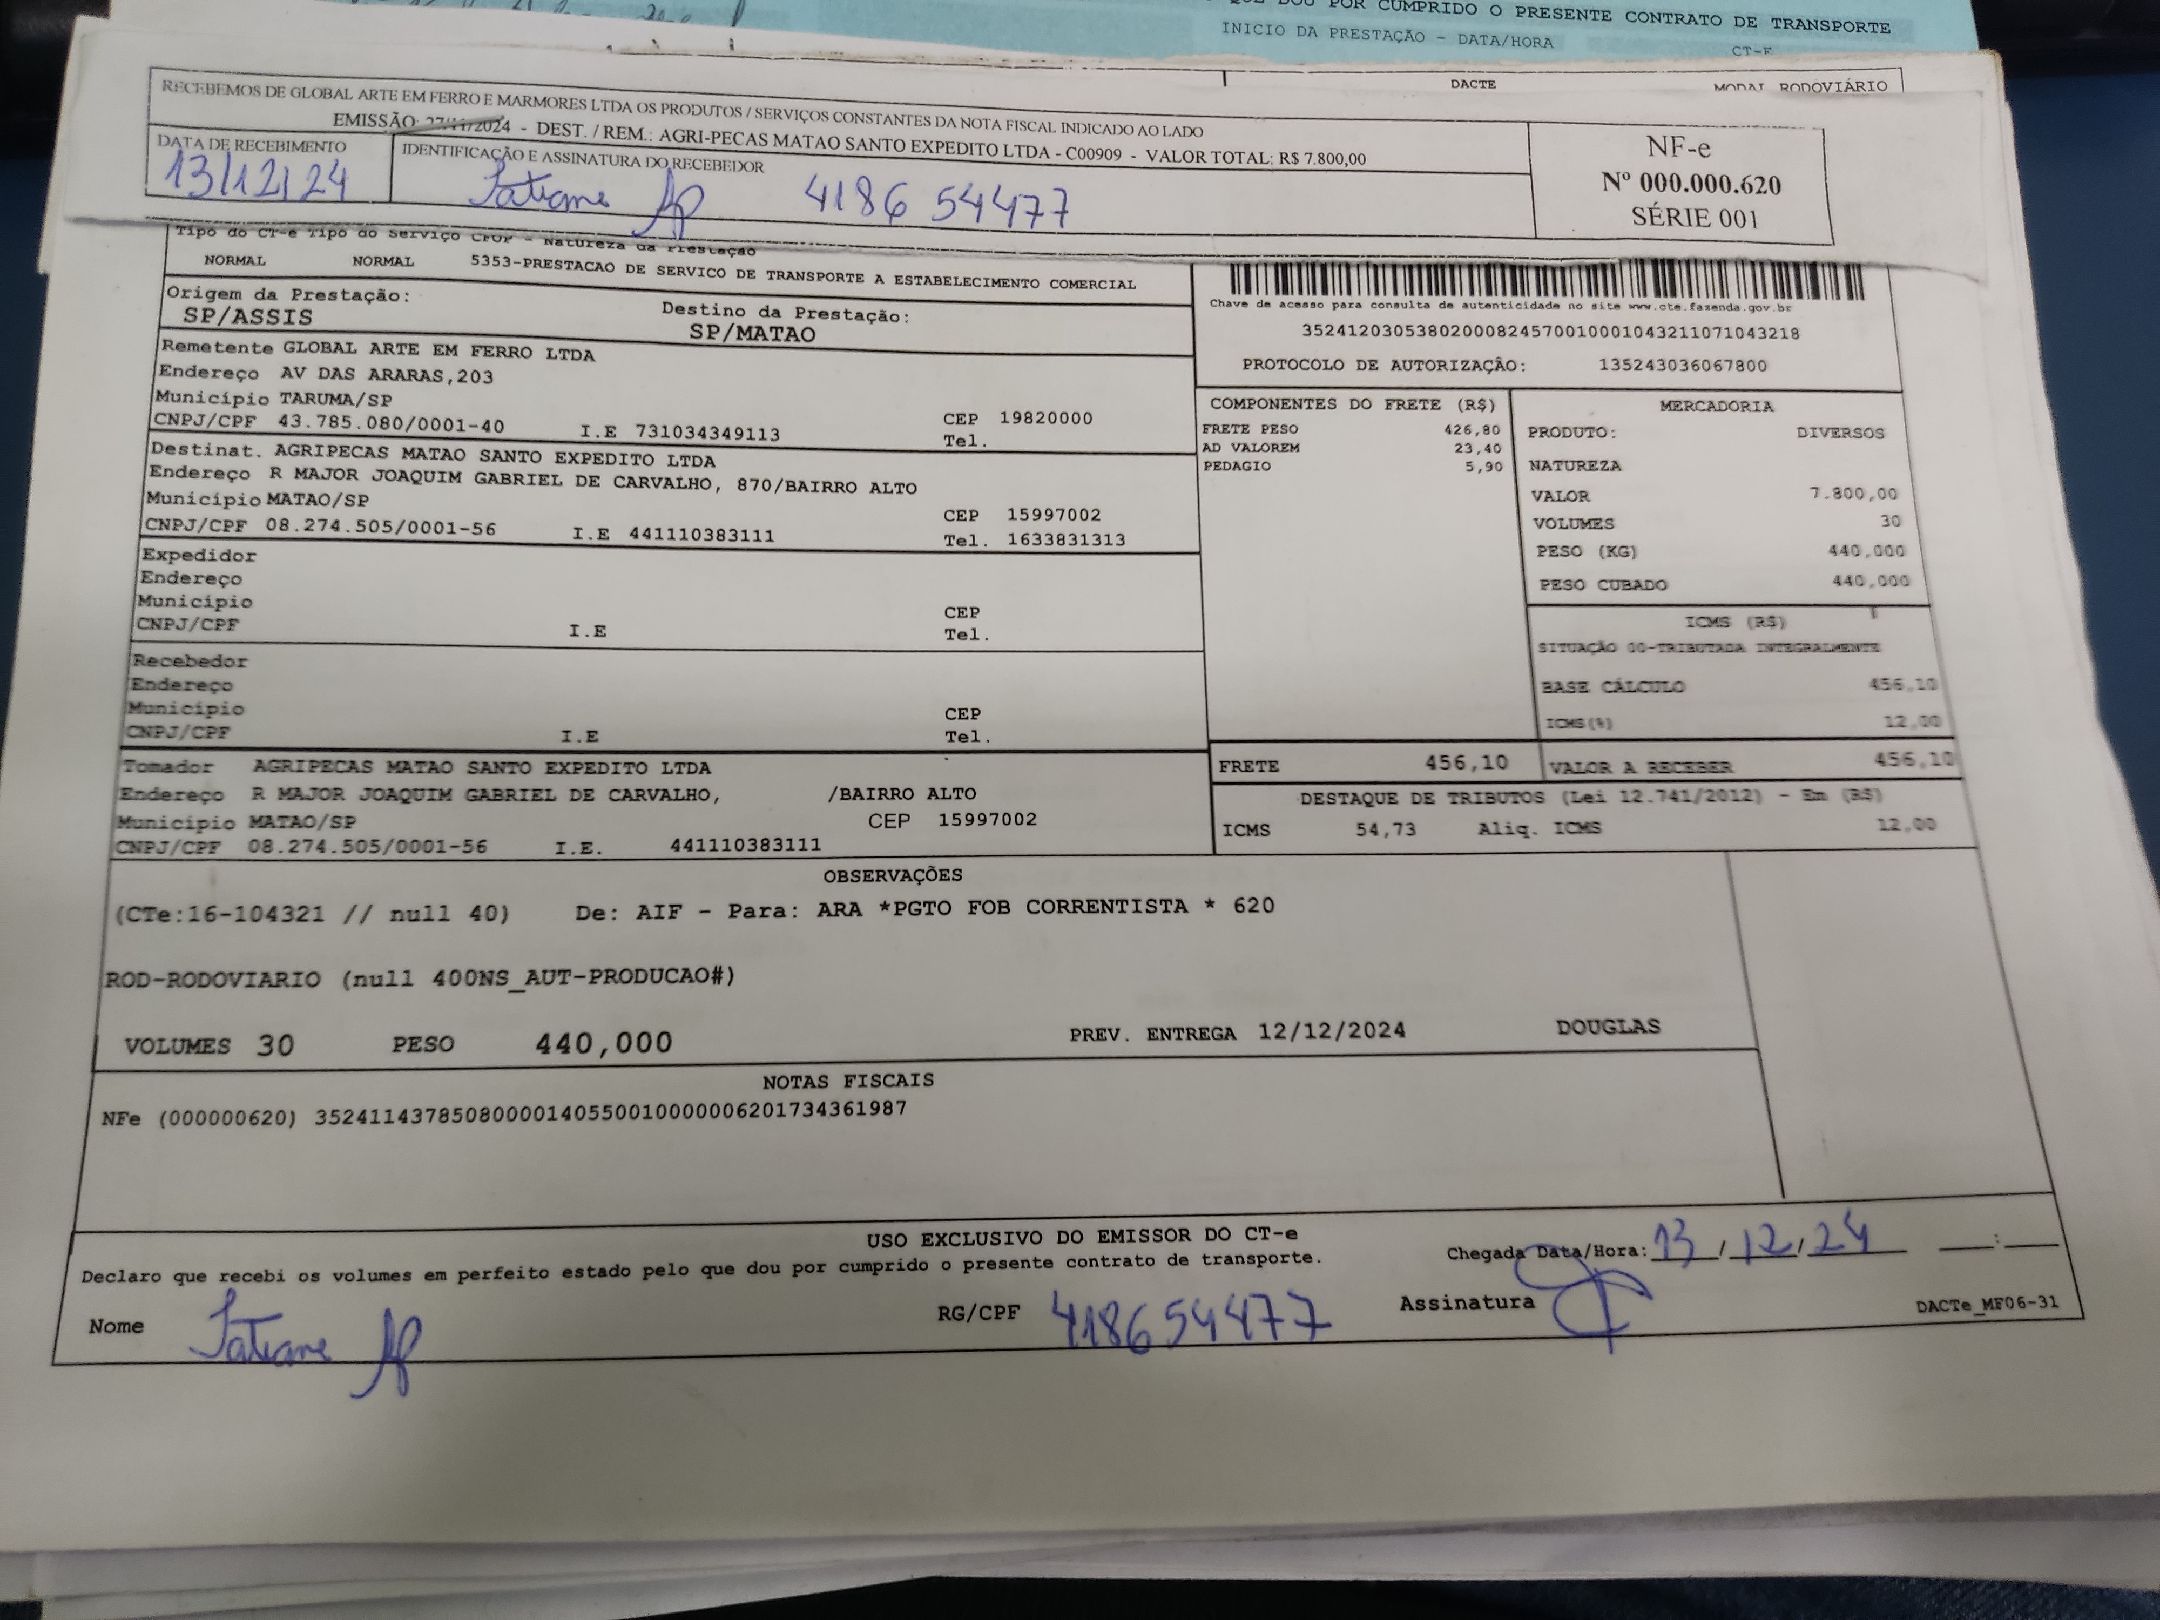 QUE DOU POR CUMPRIDO O PRESENTE CONTRATO DE TRANSPORTE
INICIO DA PRESTAÇÃO - DATA/HORA
CT-E
DACTE
MODAL RODOVIÁRIO
RECEBEMOS DE GLOBAL ARTE EM FERRO E MARMORES LTDA OS PRODUTOS / SERVIÇOS CONSTANTES DA NOTA FISCAL INDICADO AO LADO
EMISSÃO: 27/11/2024 - DEST. / REM.: AGRI-PECAS MATAO SANTO EXPEDITO LTDA - C00909 - VALOR TOTAL: R$ 7.800,00
DATA DE RECEBIMENTO
13/12/24
IDENTIFICAÇÃO E ASSINATURA DO RECEBEDOR
Tatiane Ap 4186 54477
NF-e
Nº 000.000.620
SÉRIE 001
Tipo do CT-e Tipo do Serviço CFOP - Natureza da Prestação
NORMAL NORMAL 5353-PRESTACAO DE SERVICO DE TRANSPORTE A ESTABELECIMENTO COMERCIAL
Origem da Prestação: Destino da Prestação:
SP/ASSIS SP/MATAO
Chave de acesso para consulta de autenticidade no site www.cte.fazenda.gov.br
35241203053802000824570010001043211071043218
PROTOCOLO DE AUTORIZAÇÃO: 135243036067800
Remetente GLOBAL ARTE EM FERRO LTDA
Endereço AV DAS ARARAS,203
Município TARUMA/SP
CEP 19820000
CNPJ/CPF 43.785.080/0001-40 I.E 731034349113 Tel.
Destinat. AGRIPECAS MATAO SANTO EXPEDITO LTDA
Endereço R MAJOR JOAQUIM GABRIEL DE CARVALHO, 870/BAIRRO ALTO
Município MATAO/SP CEP 15997002
CNPJ/CPF 08.274.505/0001-56 I.E 441110383111 Tel. 1633831313
Expedidor
Endereço
Município CEP
CNPJ/CPF I.E Tel.
Recebedor
Endereço
Município CEP
CNPJ/CPF I.E Tel.
Tomador AGRIPECAS MATAO SANTO EXPEDITO LTDA
Endereço R MAJOR JOAQUIM GABRIEL DE CARVALHO, /BAIRRO ALTO
Município MATAO/SP CEP 15997002
CNPJ/CPF 08.274.505/0001-56 I.E. 441110383111
COMPONENTES DO FRETE (R$)
FRETE PESO 426,80
AD VALOREM 23,40
PEDAGIO 5,90
MERCADORIA
PRODUTO: DIVERSOS
NATUREZA
VALOR 7.800,00
VOLUMES 30
PESO (KG) 440,000
PESO CUBADO 440,000
ICMS (R$)
SITUAÇÃO 00-TRIBUTADA INTEGRALMENTE
BASE CÁLCULO 456,10
ICMS(%) 12,00
FRETE 456,10 VALOR A RECEBER 456,10
DESTAQUE DE TRIBUTOS (Lei 12.741/2012) - Em (R$)
ICMS 54,73 Aliq. ICMS 12,00
OBSERVAÇÕES
(CTe:16-104321 // null 40) De: AIF - Para: ARA *PGTO FOB CORRENTISTA * 620
ROD-RODOVIARIO (null 400NS_AUT-PRODUCAO#)
VOLUMES 30 PESO 440,000 PREV. ENTREGA 12/12/2024 DOUGLAS
NOTAS FISCAIS
NFe (000000620) 35241143785080000140550010000006201734361987
USO EXCLUSIVO DO EMISSOR DO CT-e
Declaro que recebi os volumes em perfeito estado pelo que dou por cumprido o presente contrato de transporte.
Chegada Data/Hora: 13/12/24 __:__
Nome Tatiane Ap RG/CPF 418654477 Assinatura
DACTe_MF06-31